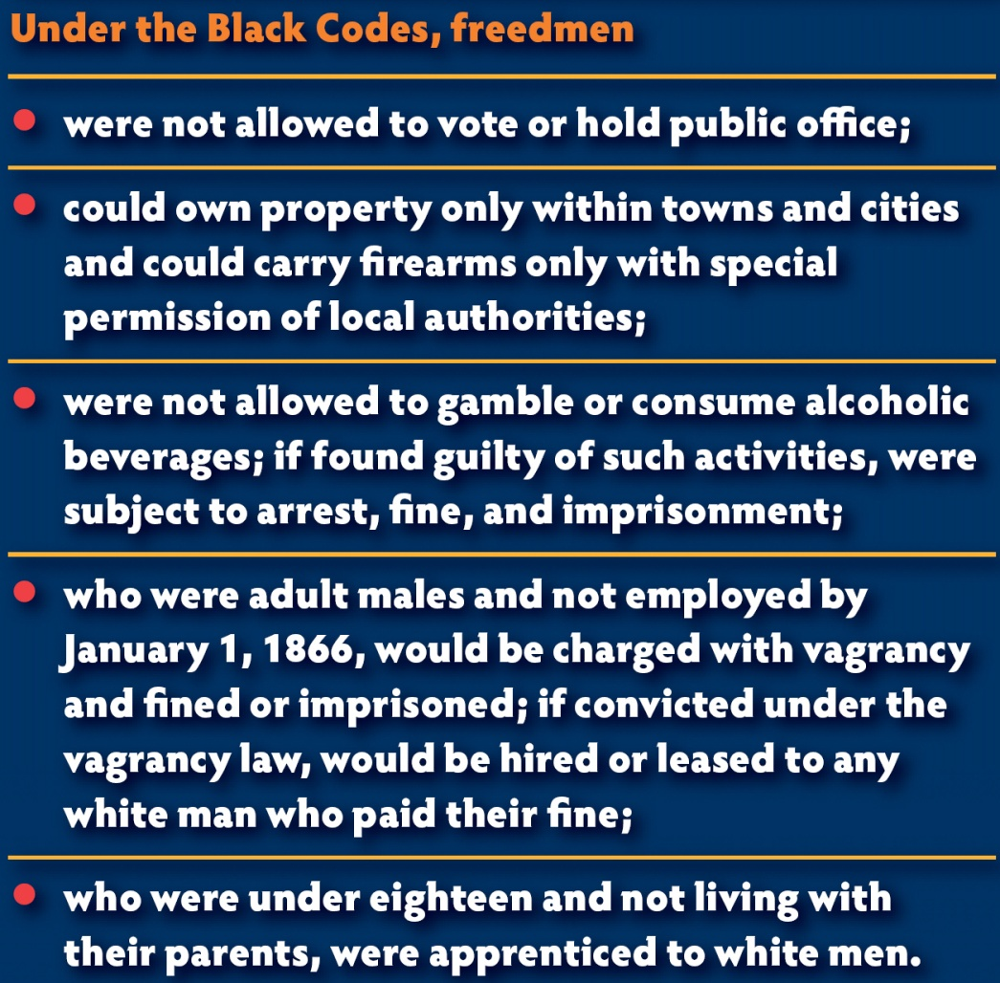 Under the Black Codes, freedmen
were not allowed to vote or hold public office;
could own property only within towns and cities
and could carry firearms only with special
permission of local authorities;
were not allowed to gamble or consume alcoholic
beverages; if found guilty of such activities, were
subject to arrest, fine, and imprisonment;
who were adult males and not employed by
January 1, 1866, would be charged with vagrancy
and fined or imprisoned; if convicted under the
vagrancy law, would be hired or leased to any
white man who paid their fine;
who were under eighteen and not living with
their parents, were apprenticed to white men.